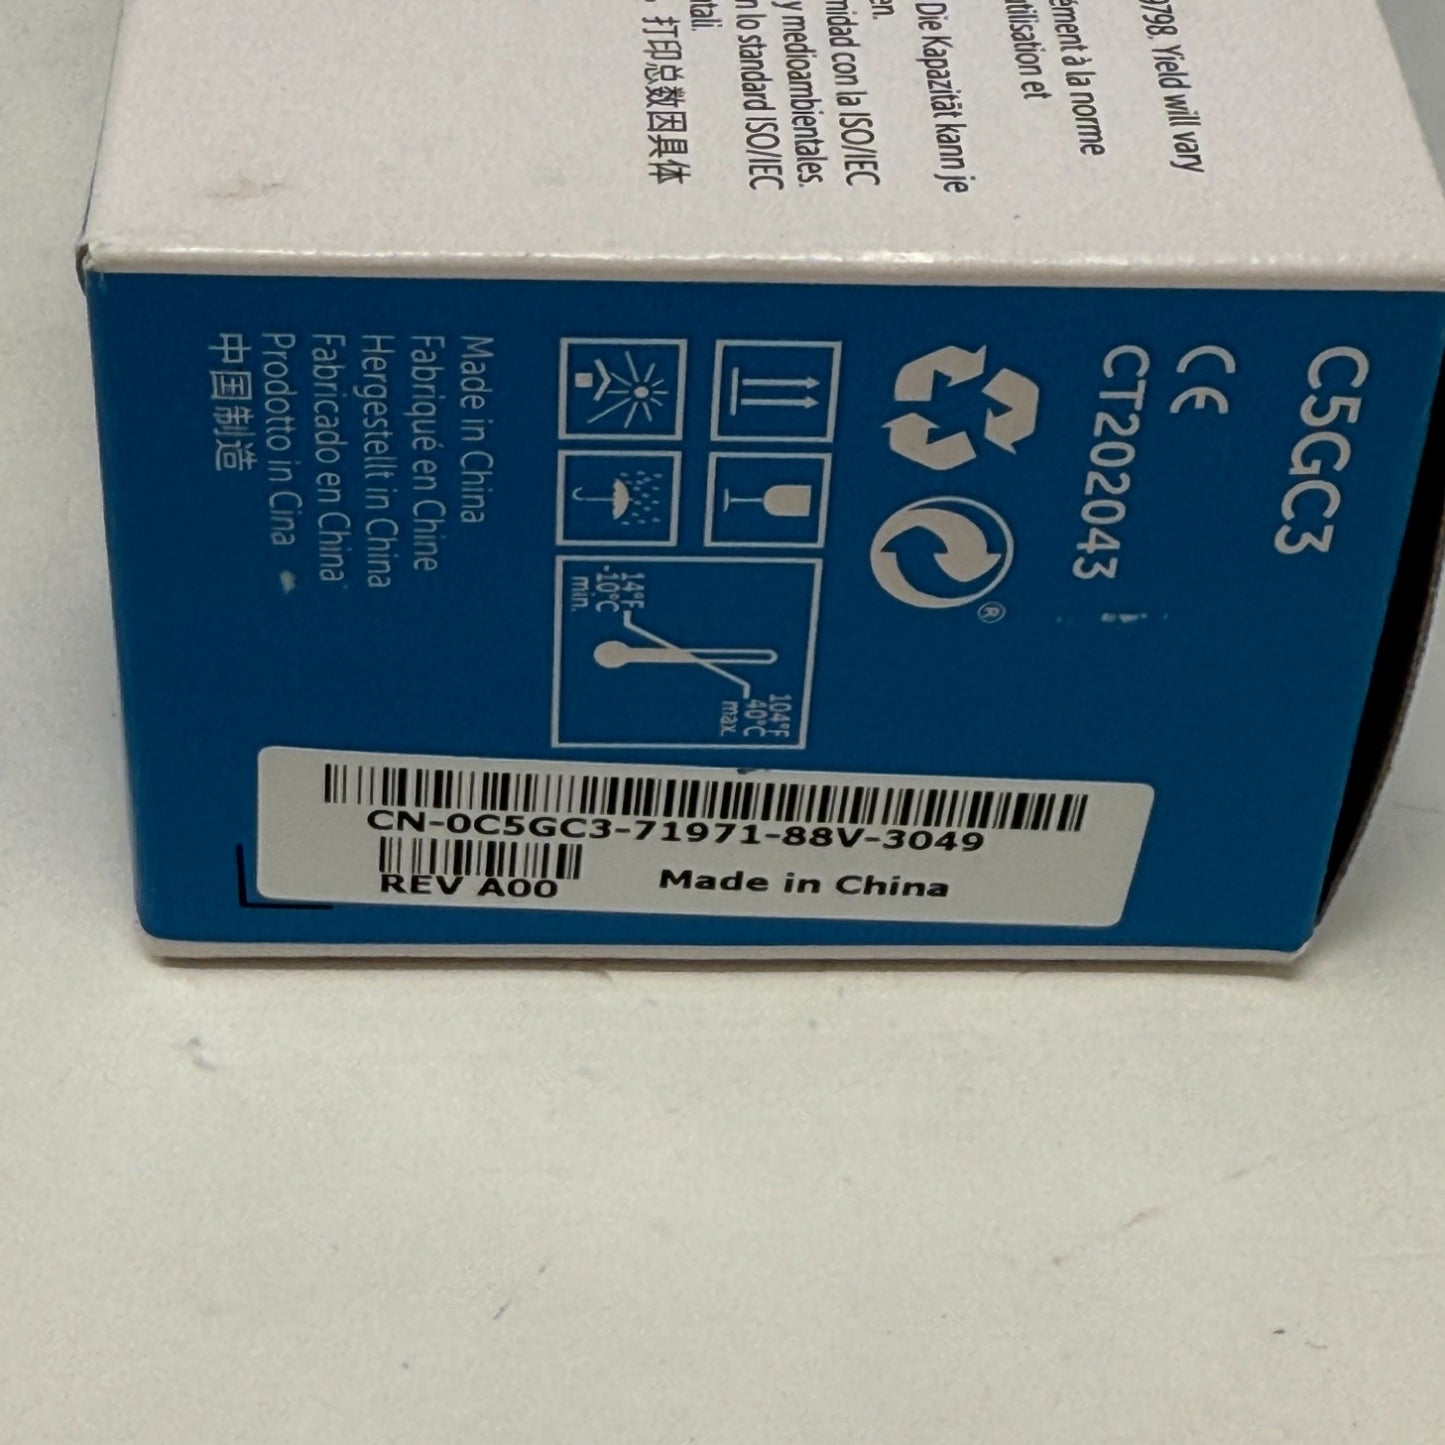 9798. Yield will vary
ément à la norme
utilisation et
Die Kapazität kann je
en.
midad con la ISO/IEC
y medioambientales.
n lo standard ISO/IEC
tali.
, 打印总数因具体
C5GC3
CE
CT202043
®
14°F
-10°C
min.
104°F
40°C
max.
Made in China
Fabriqué en Chine
Hergestellt in China
Fabricado en China
Prodotto in Cina
中国制造
CN-0C5GC3-71971-88V-3049
REV A00
Made in China